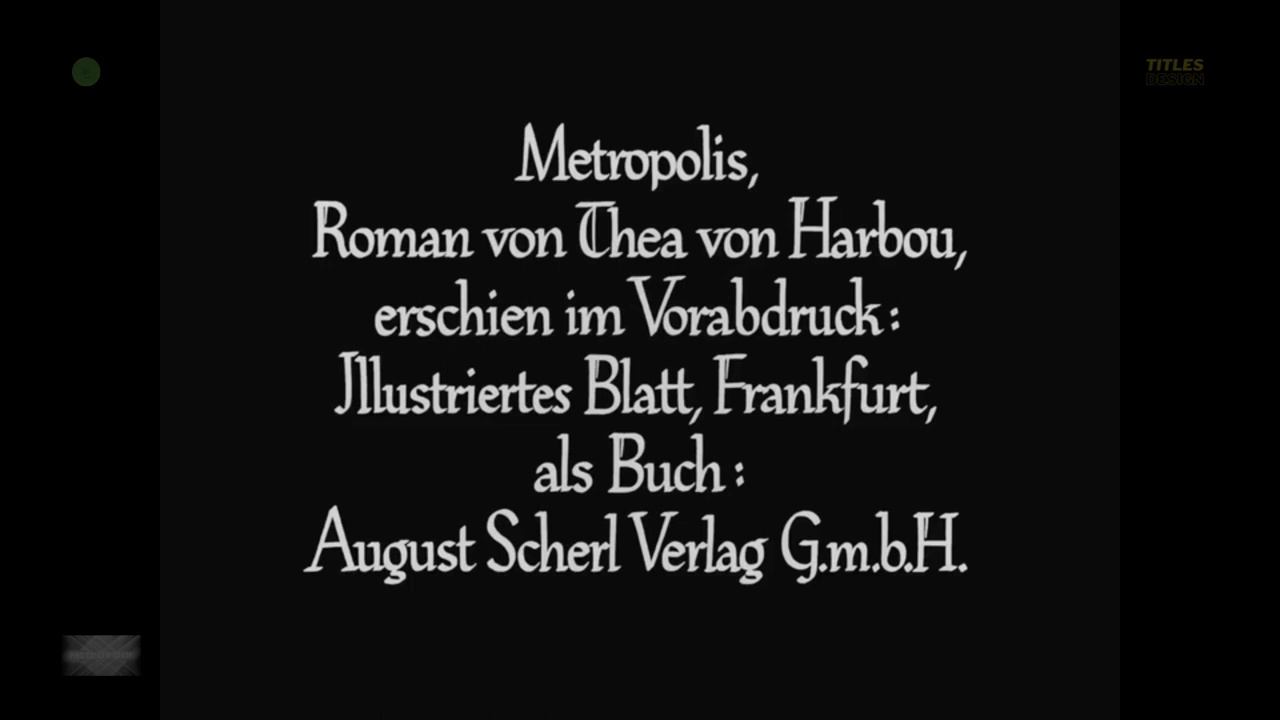 TITLES
DESIGN
Metropolis,
Roman von Thea von Harbou,
erschien im Vorabdruck:
Jllustriertes Blatt, Frankfurt,
als Buch:
August Scherl Verlag G.m.b.H.